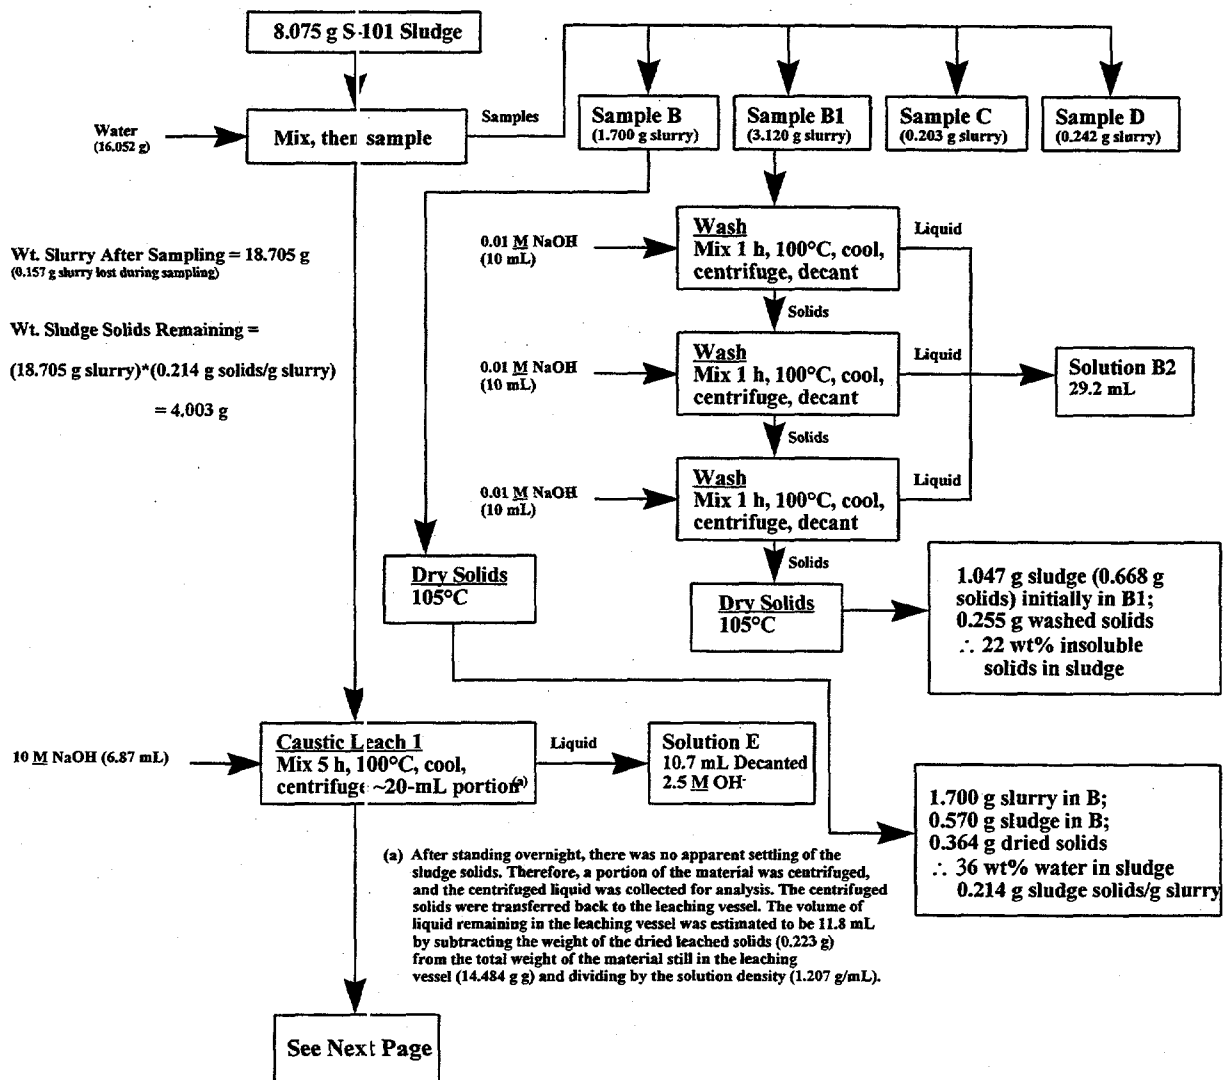 8.075 g S-101 Sludge
Water
(16.052 g)
Mix, then sample
Samples
Sample B
(1.700 g slurry)
Sample B1
(3.120 g slurry)
Sample C
(0.203 g slurry)
Sample D
(0.242 g slurry)
Wt. Slurry After Sampling = 18.705 g
(0.157 g slurry lost during sampling)
Wt. Sludge Solids Remaining =
(18.705 g slurry)*(0.214 g solids/g slurry)
= 4.003 g
0.01 M NaOH
(10 mL)
Wash
Mix 1 h, 100°C, cool,
centrifuge, decant
Liquid
Solids
0.01 M NaOH
(10 mL)
Wash
Mix 1 h, 100°C, cool,
centrifuge, decant
Liquid
Solution B2
29.2 mL
Solids
0.01 M NaOH
(10 mL)
Wash
Mix 1 h, 100°C, cool,
centrifuge, decant
Liquid
Solids
Dry Solids
105°C
Dry Solids
105°C
1.047 g sludge (0.668 g
solids) initially in B1;
0.255 g washed solids
∴ 22 wt% insoluble
solids in sludge
10 M NaOH (6.87 mL)
Caustic Leach 1
Mix 5 h, 100°C, cool,
centrifuge ~20-mL portion(a)
Liquid
Solution E
10.7 mL Decanted
2.5 M OH-
1.700 g slurry in B;
0.570 g sludge in B;
0.364 g dried solids
∴ 36 wt% water in sludge
0.214 g sludge solids/g slurry
(a) After standing overnight, there was no apparent settling of the
sludge solids. Therefore, a portion of the material was centrifuged,
and the centrifuged liquid was collected for analysis. The centrifuged
solids were transferred back to the leaching vessel. The volume of
liquid remaining in the leaching vessel was estimated to be 11.8 mL
by subtracting the weight of the dried leached solids (0.223 g)
from the total weight of the material still in the leaching
vessel (14.484 g g) and dividing by the solution density (1.207 g/mL).
See Next Page